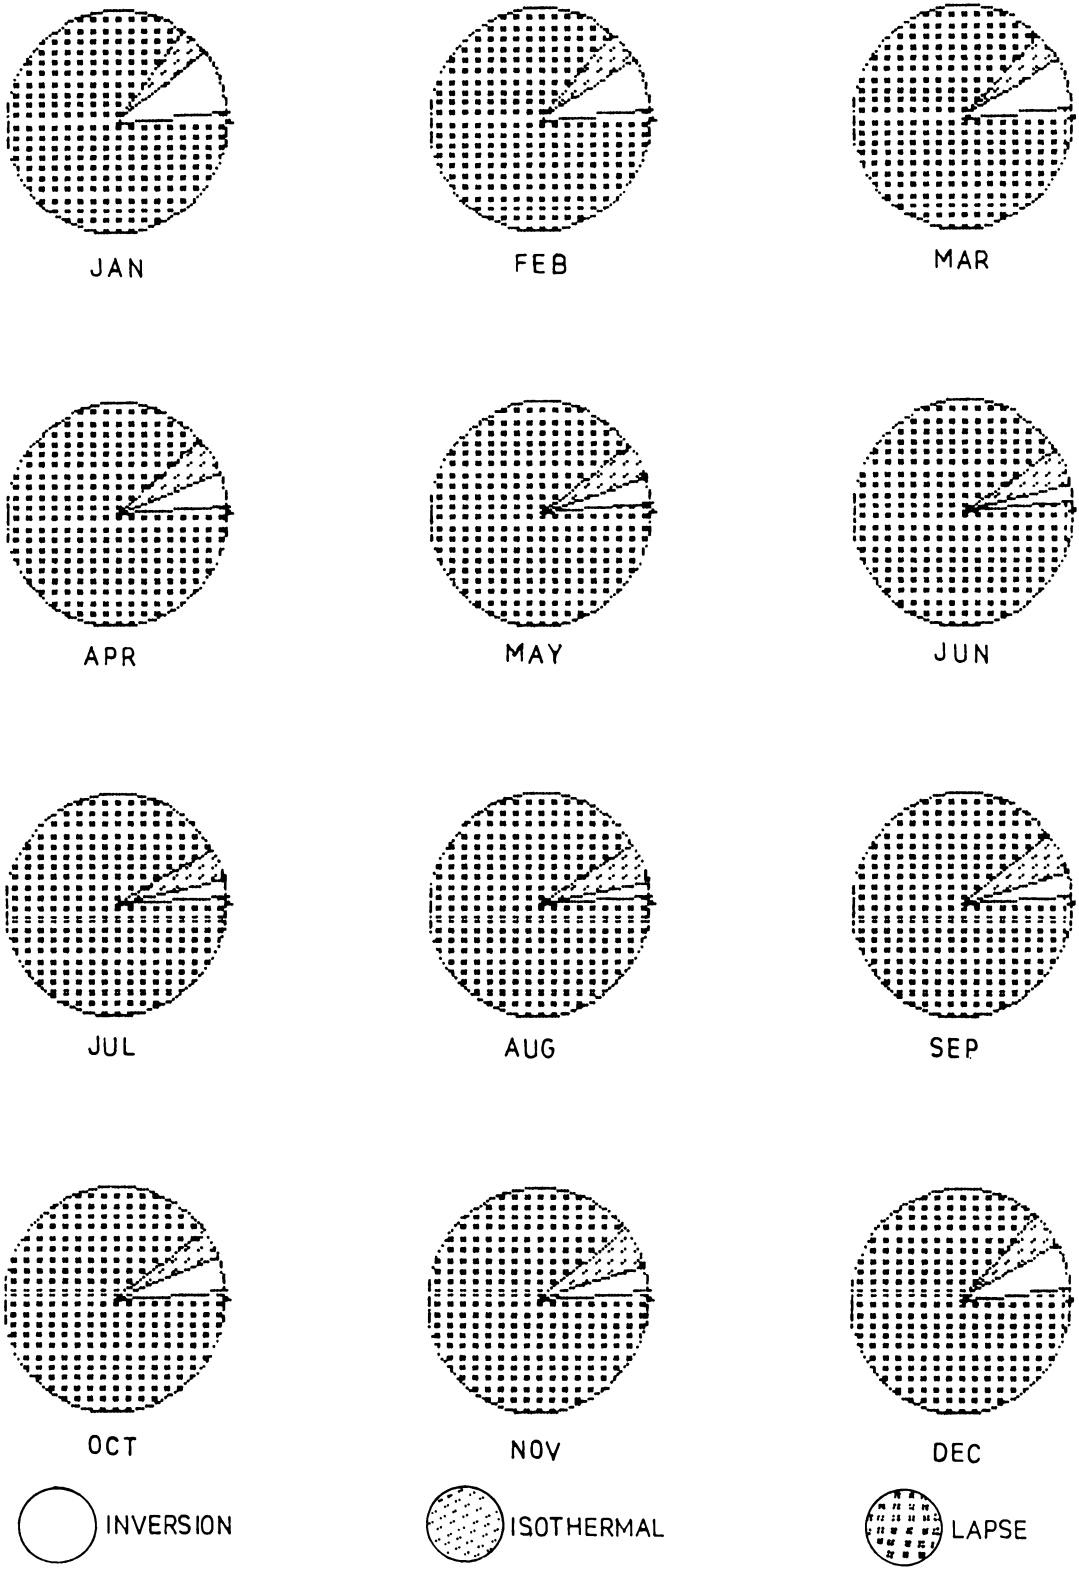 JAN
FEB
MAR
APR
MAY
JUN
JUL
AUG
SEP
OCT
NOV
DEC
INVERSION
ISOTHERMAL
LAPSE